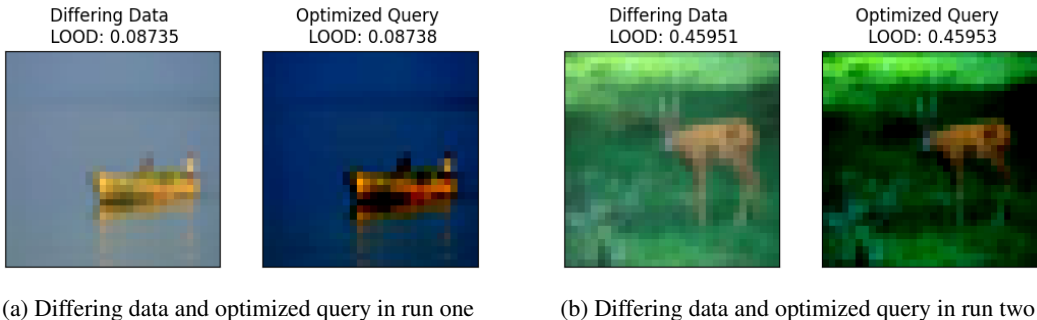 Differing Data
LOOD: 0.08735
Optimized Query
LOOD: 0.08738
Differing Data
LOOD: 0.45951
Optimized Query
LOOD: 0.45953
(a) Differing data and optimized query in run one
(b) Differing data and optimized query in run two